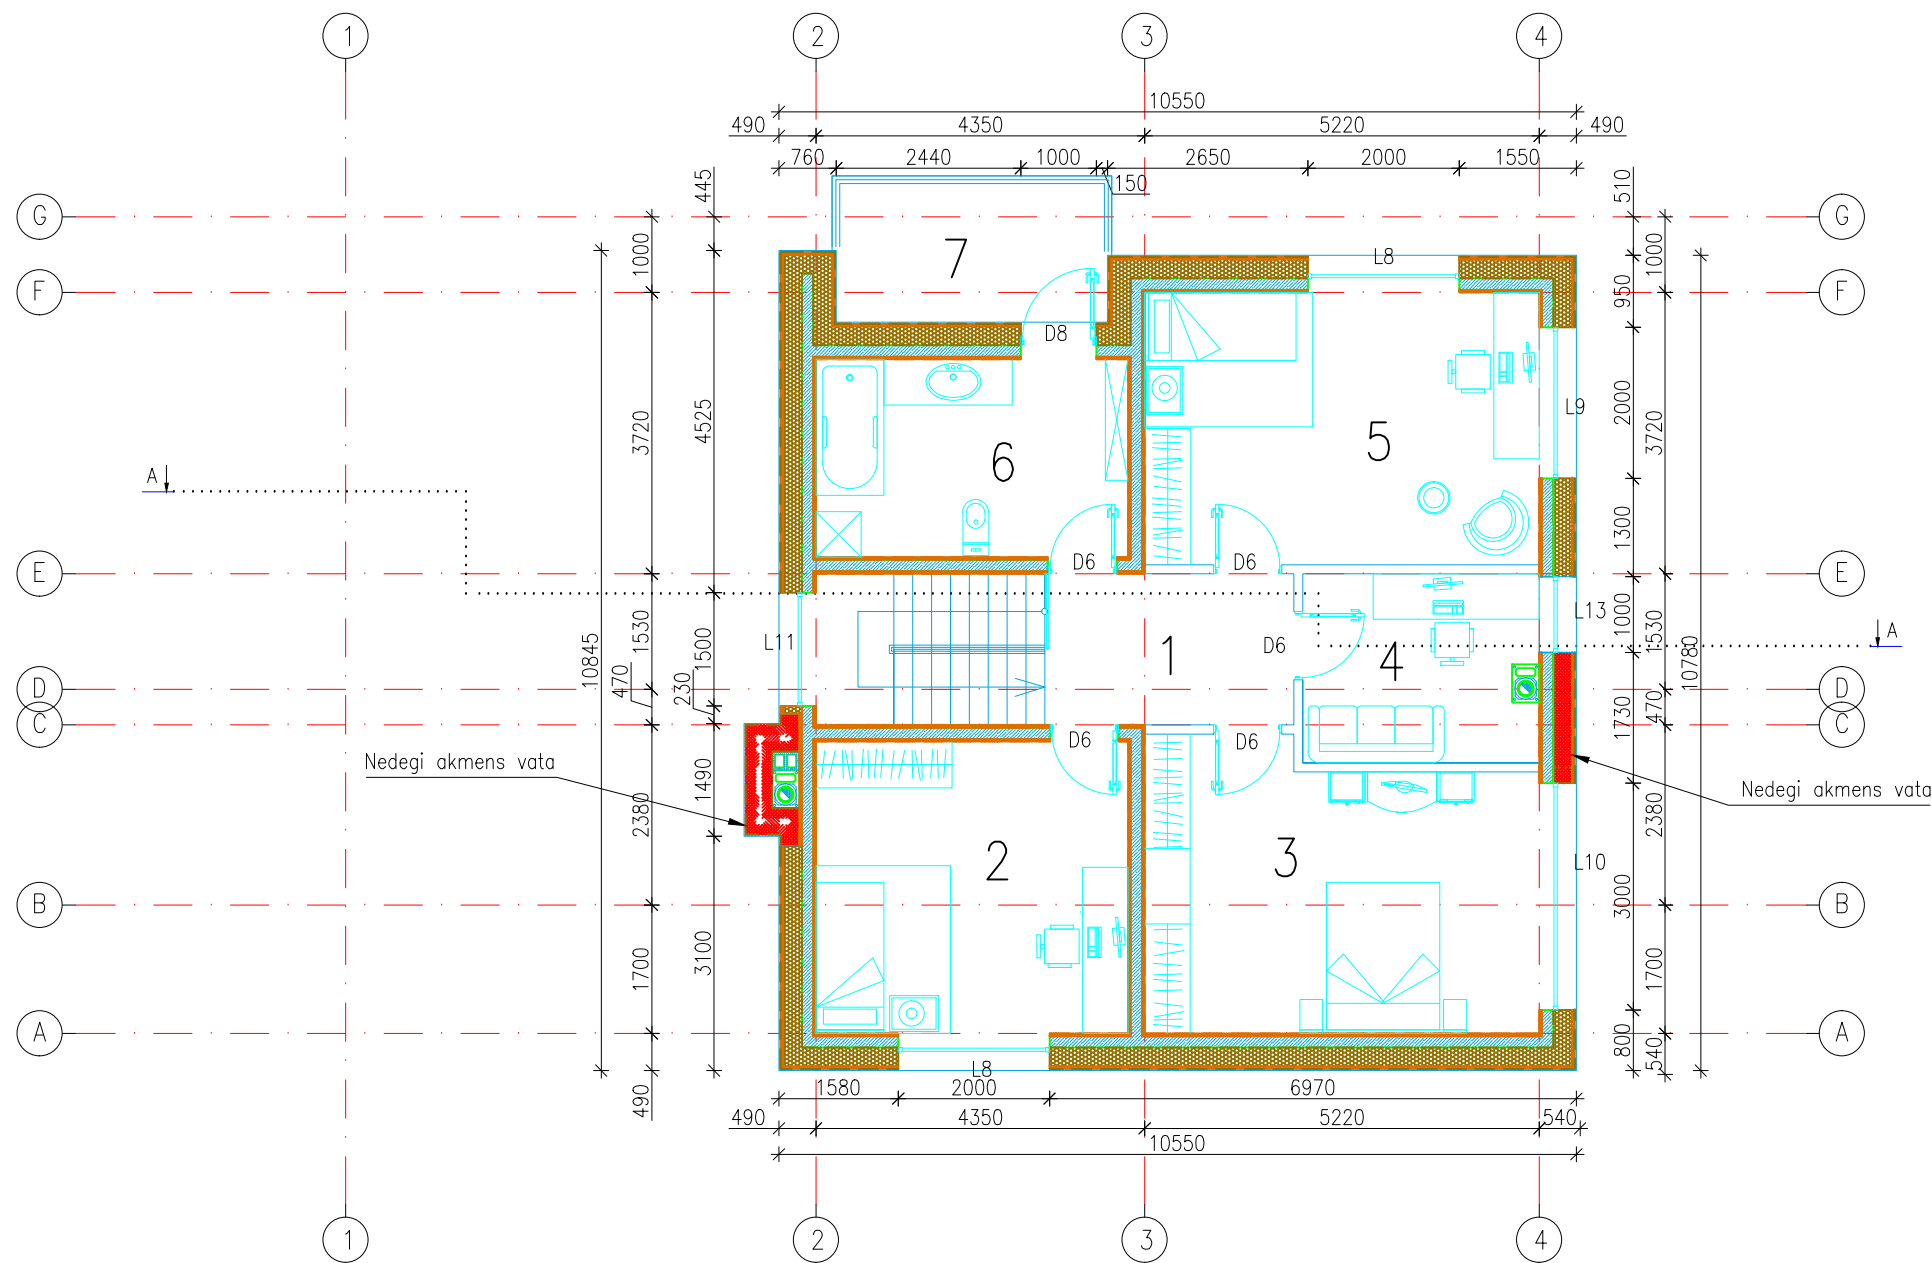 1 2 3 4
10550
490 4350 5220 490
760 2440 1000 2650 2000 1550
150
445 510
G G
1000 1000
7 L8
F F
950
D8
3720 4525 2000 L9 3720
5
6
A
1300
D6 D6
E E
L13
1000
1530 1500 L11 1530
10845 D6 1 4 A
10780
470 230
D D
C C
1730 470
D6 D6
Nedegi akmens vata
1490
Nedegi akmens vata
2380 2380
2 3 L10
B B
3000
3100
1700 1700
A A
800 540
L8
490
1580 2000 6970
490 4350 5220 540
10550
1 2 3 4